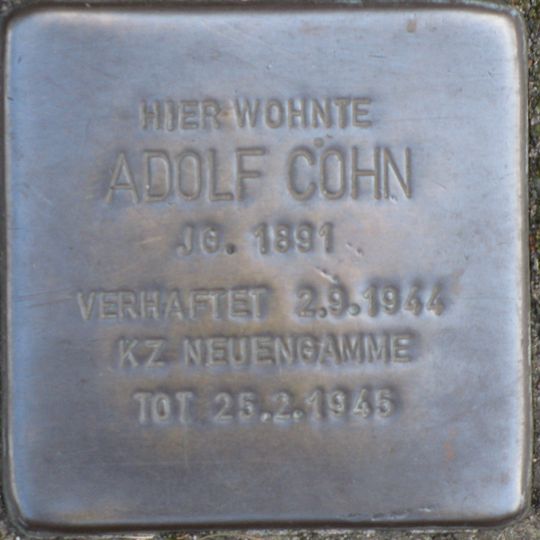 HIER WOHNTE
ADOLF COHN
JG. 1891
VERHAFTET 2.9.1944
KZ NEUENGAMME
TOT 25.2.1945